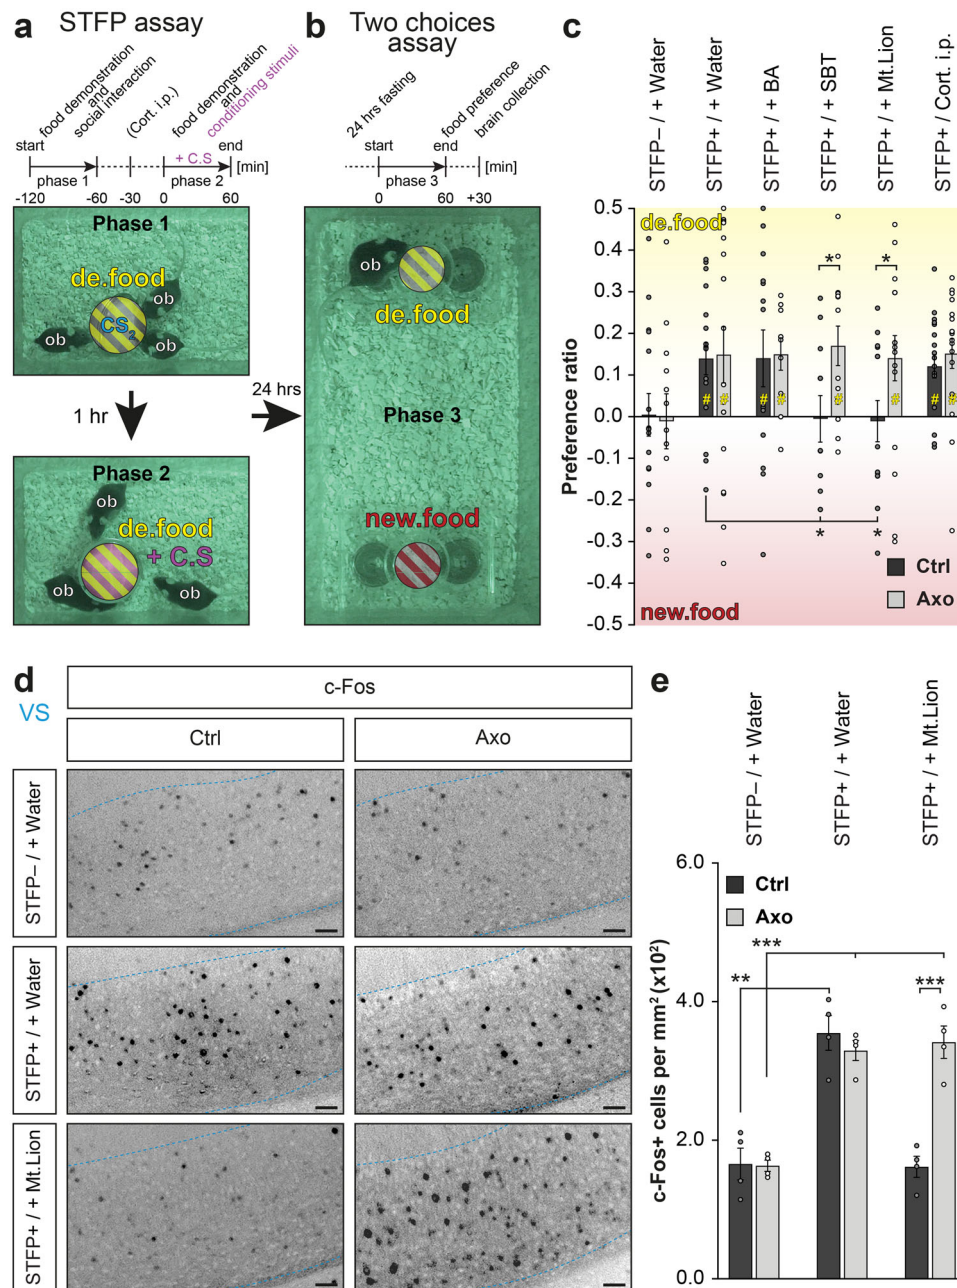 a STFP assay
food demonstration
and
social interaction
(Cort. i.p.)
food demonstration
and
conditioning stimuli
start
end
+ C.S
[min]
phase 1
phase 2
-120
-60
-30
0
60
Phase 1
de.food
CS2
ob
ob
ob
1 hr
Phase 2
ob
de.food
+ C.S
ob
ob
24 hrs
b Two choices
assay
24 hrs fasting
food preference
brain collection
start
end
[min]
phase 3
0
60
+30
ob
de.food
Phase 3
new.food
c
STFP– / + Water
STFP+ / + Water
STFP+ / + BA
STFP+ / + SBT
STFP+ / + Mt.Lion
STFP+ / Cort. i.p.
Preference ratio
0.5
0.4
0.3
0.2
0.1
0.0
-0.1
-0.2
-0.3
-0.4
-0.5
de.food
* *
# # # # # # # #
* *
Ctrl
Axo
new.food
d
VS
c-Fos
Ctrl
Axo
STFP– / + Water
STFP+ / + Water
STFP+ / + Mt.Lion
e
STFP– / + Water
STFP+ / + Water
STFP+ / + Mt.Lion
c-Fos+ cells per mm² (x10²)
6.0
4.0
2.0
0.0
Ctrl
Axo
***
**
***